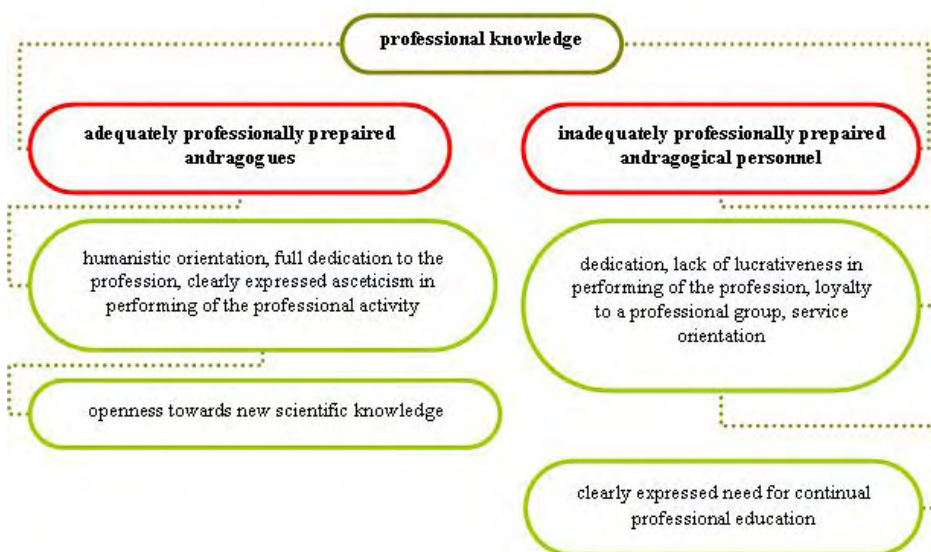 professional knowledge
adequately professionally prepaired
andragogues
humanistic orientation, full dedication to the
profession, clearly expressed asceticism in
performing of the professional activity
openness towards new scientific knowledge
inadequately professionally prepaired
andragogical personnel
dedication, lack of lucrativeness in
performing of the profession, loyalty
to a professional group, service
orientation
clearly expressed need for continual
professional education